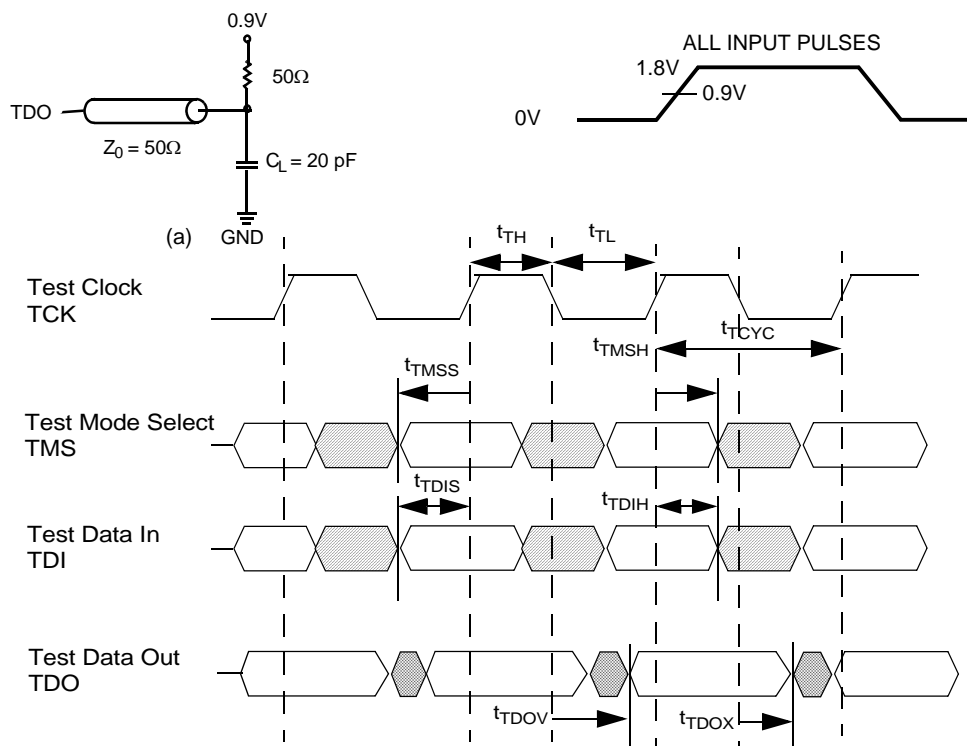 0.9V
50Ω
TDO
Z0 = 50Ω
CL = 20 pF
(a)
GND
ALL INPUT PULSES
1.8V
0.9V
0V
tTH
tTL
Test Clock
TCK
tTCYC
tTMSH
tTMSS
Test Mode Select
TMS
tTDIS
tTDIH
Test Data In
TDI
Test Data Out
TDO
tTDOV
tTDOX